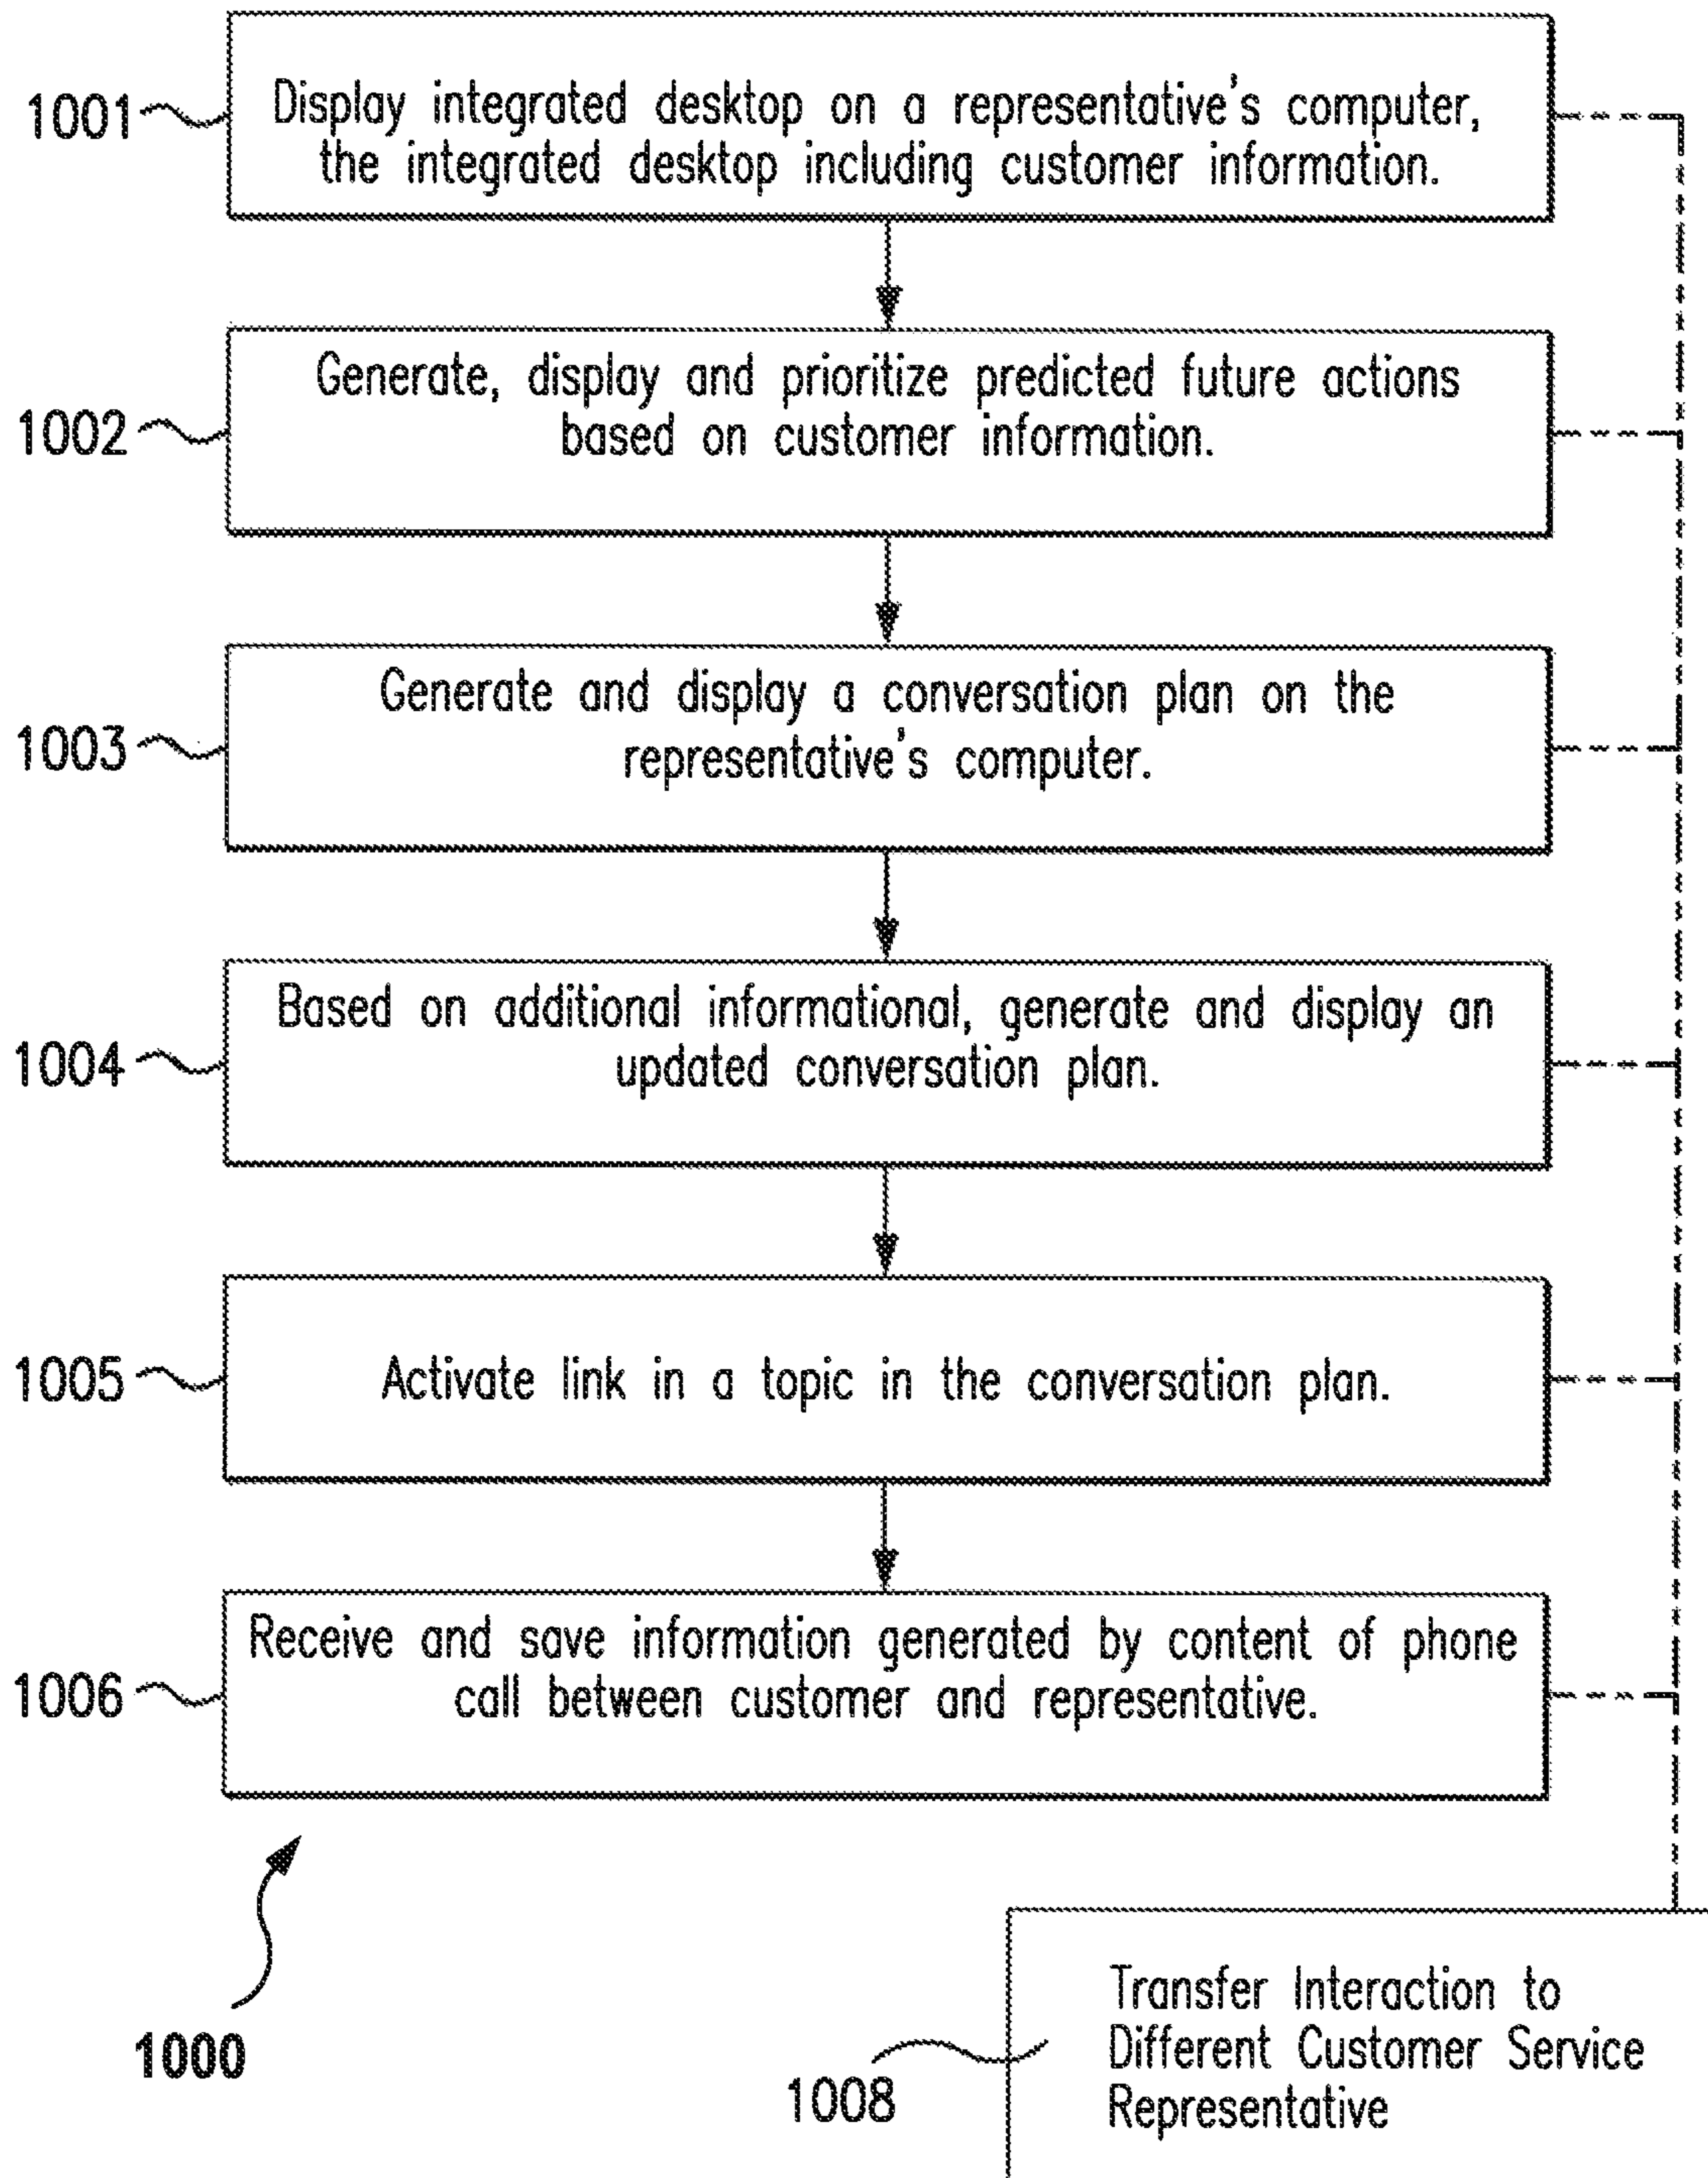 1001
Display integrated desktop on a representative's computer,
the integrated desktop including customer information.
1002
Generate, display and prioritize predicted future actions
based on customer information.
1003
Generate and display a conversation plan on the
representative's computer.
1004
Based on additional informational, generate and display an
updated conversation plan.
1005
Activate link in a topic in the conversation plan.
1006
Receive and save information generated by content of phone
call between customer and representative.
1000
1008
Transfer Interaction to
Different Customer Service
Representative